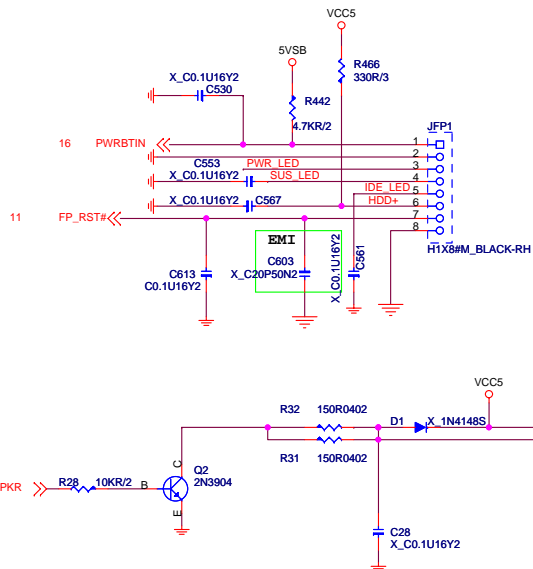 VCC5
5VSB
X_C0.1U16Y2
C530
R466
330R/3
R442
4.7KR/2
JFP1
16 PWRBTIN
1
2
C553
PWR_LED
3
X_C0.1U16Y2
SUS_LED
4
IDE_LED
5
X_C0.1U16Y2
C567
HDD+
6
11 FP_RST#
7
8
EMI
H1X8#M_BLACK-RH
C613
C0.1U16Y2
C603
X_C20P50N2
X_C0.1U16Y2
C561
VCC5
R32 150R0402
D1
X_1N4148S
R31 150R0402
PKR
R28
10KR/2
B
C
E
Q2
2N3904
C28
X_C0.1U16Y2